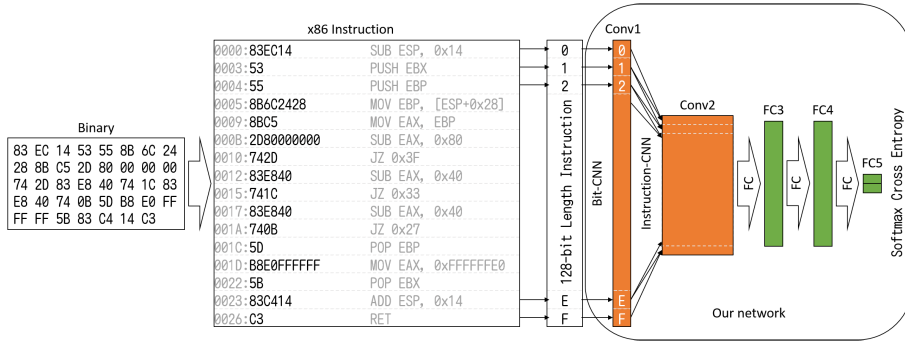 x86 Instruction
Conv1
0000:83EC14 SUB ESP, 0x14
0003:53 PUSH EBX
0004:55 PUSH EBP
0005:8B6C2428 MOV EBP, [ESP+0x28]
0009:8BC5 MOV EAX, EBP
000B:2D80000000 SUB EAX, 0x80
0010:742D JZ 0x3F
0012:83E840 SUB EAX, 0x40
0015:741C JZ 0x33
0017:83E840 SUB EAX, 0x40
001A:740B JZ 0x27
001C:5D POP EBP
001D:B8E0FFFFFF MOV EAX, 0xFFFFFFE0
0022:5B POP EBX
0023:83C414 ADD ESP, 0x14
0026:C3 RET
Binary
83 EC 14 53 55 8B 6C 24
28 8B C5 2D 80 00 00 00
74 2D 83 E8 40 74 1C 83
E8 40 74 0B 5D B8 E0 FF
FF FF 5B 83 C4 14 C3
0
1
2
128-bit Length Instruction
E
F
Bit-CNN
0
1
2
E
F
Instruction-CNN
Conv2
FC
FC3
FC
FC4
FC
FC5
Softmax Cross Entropy
Our network